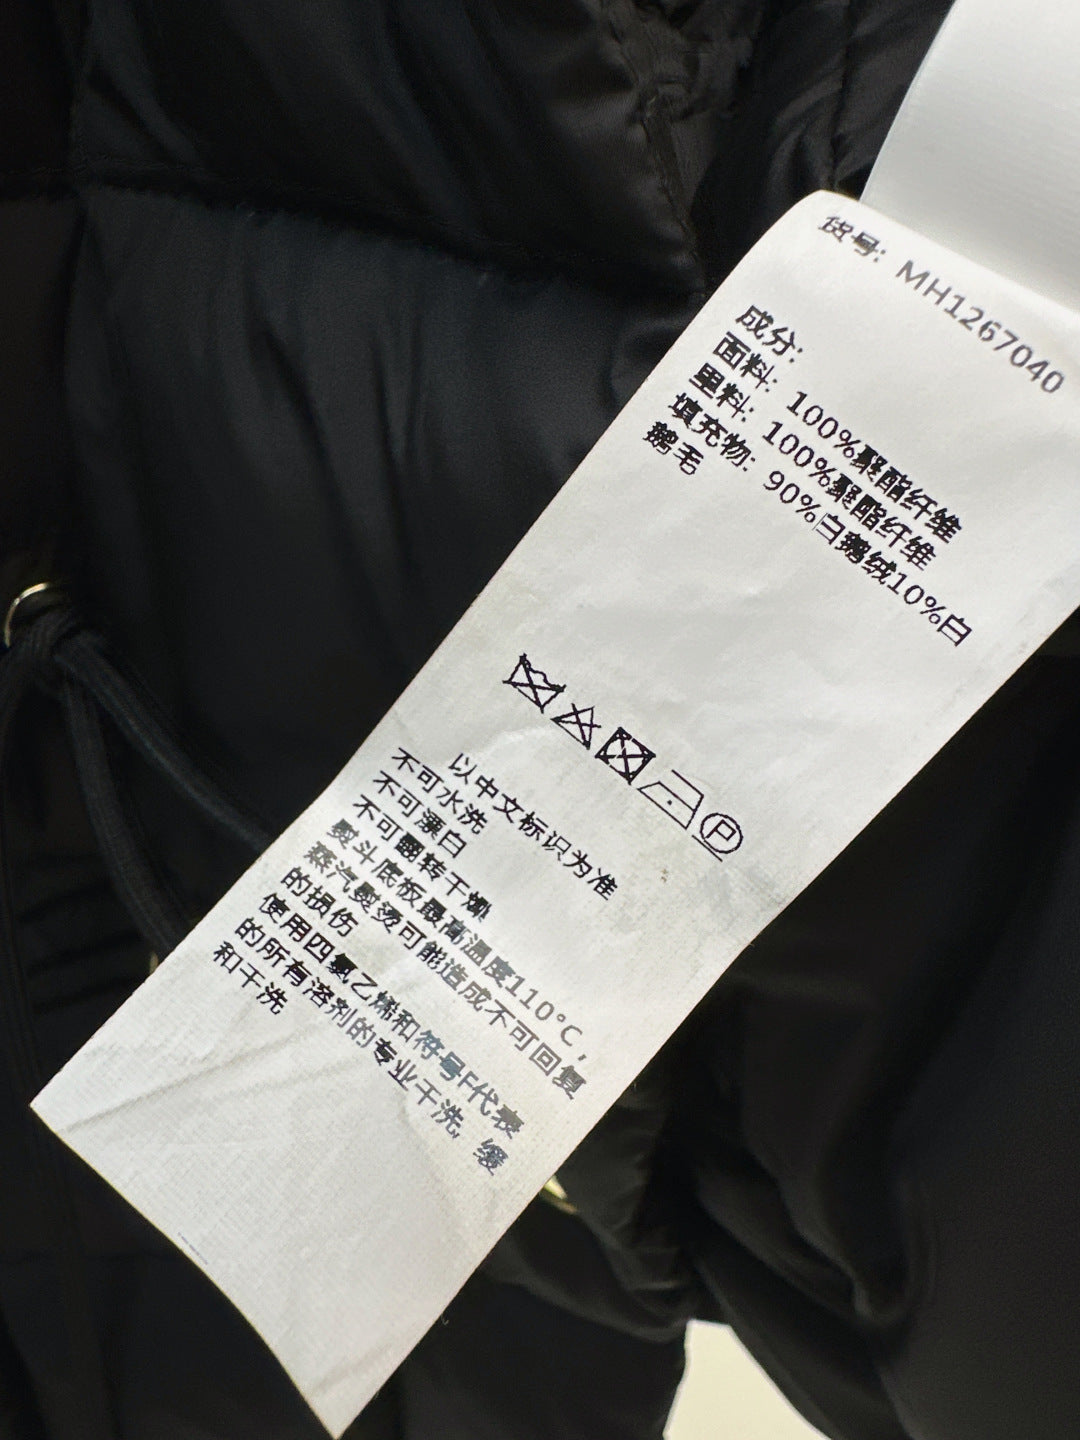 货号: MH1267040
成分:
面料: 100%聚酯纤维
里料: 100%聚酯纤维
填充物: 90%白鹅绒10%白
鹅毛
P
以中文标识为准
不可水洗
不可漂白
不可翻转干燥
熨斗底板最高温度110°C,
蒸汽熨烫可能造成不可回复
的损伤
使用四氯乙烯和符号F代表
的所有溶剂的专业干洗, 缓
和干洗